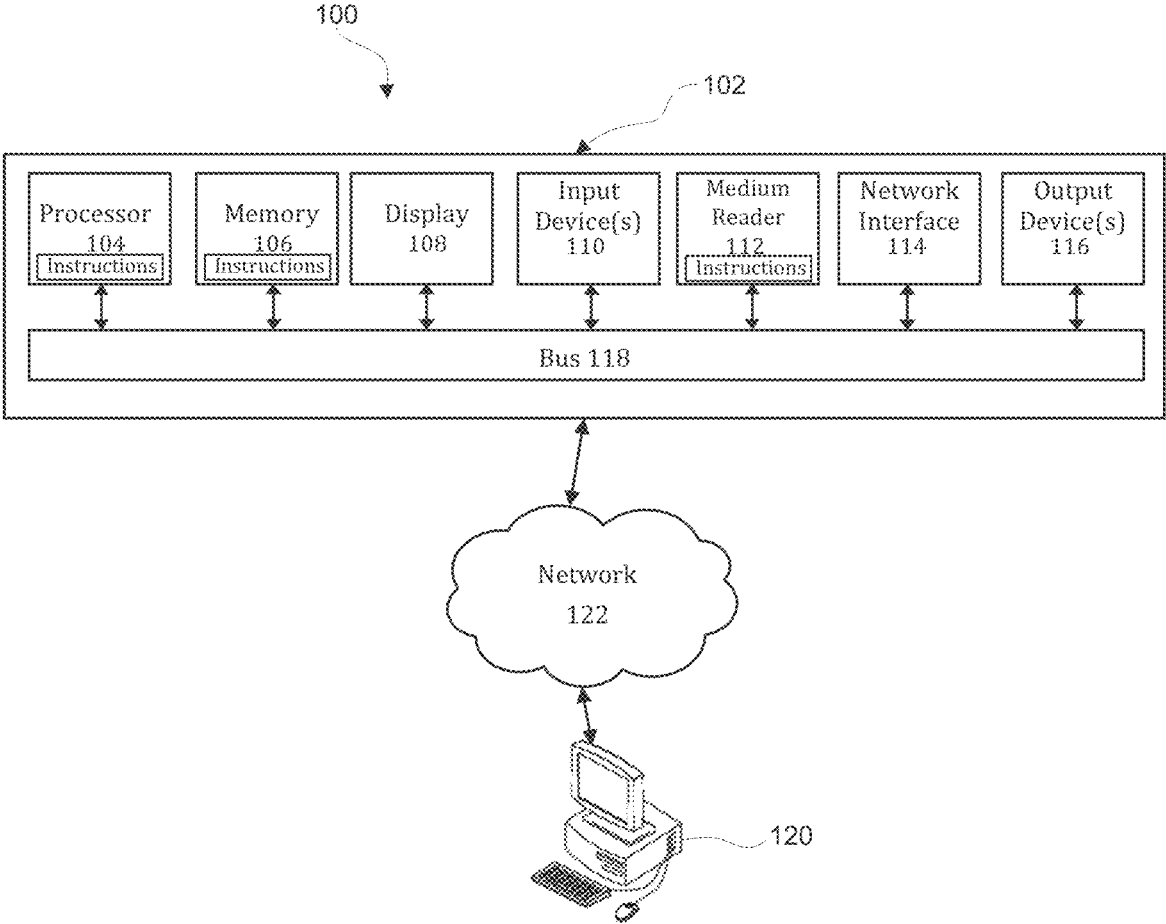 100
102
Processor
104
Instructions
Memory
106
Instructions
Display
108
Input
Device(s)
110
Medium
Reader
112
Instructions
Network
Interface
114
Output
Device(s)
116
Bus 118
Network
122
120